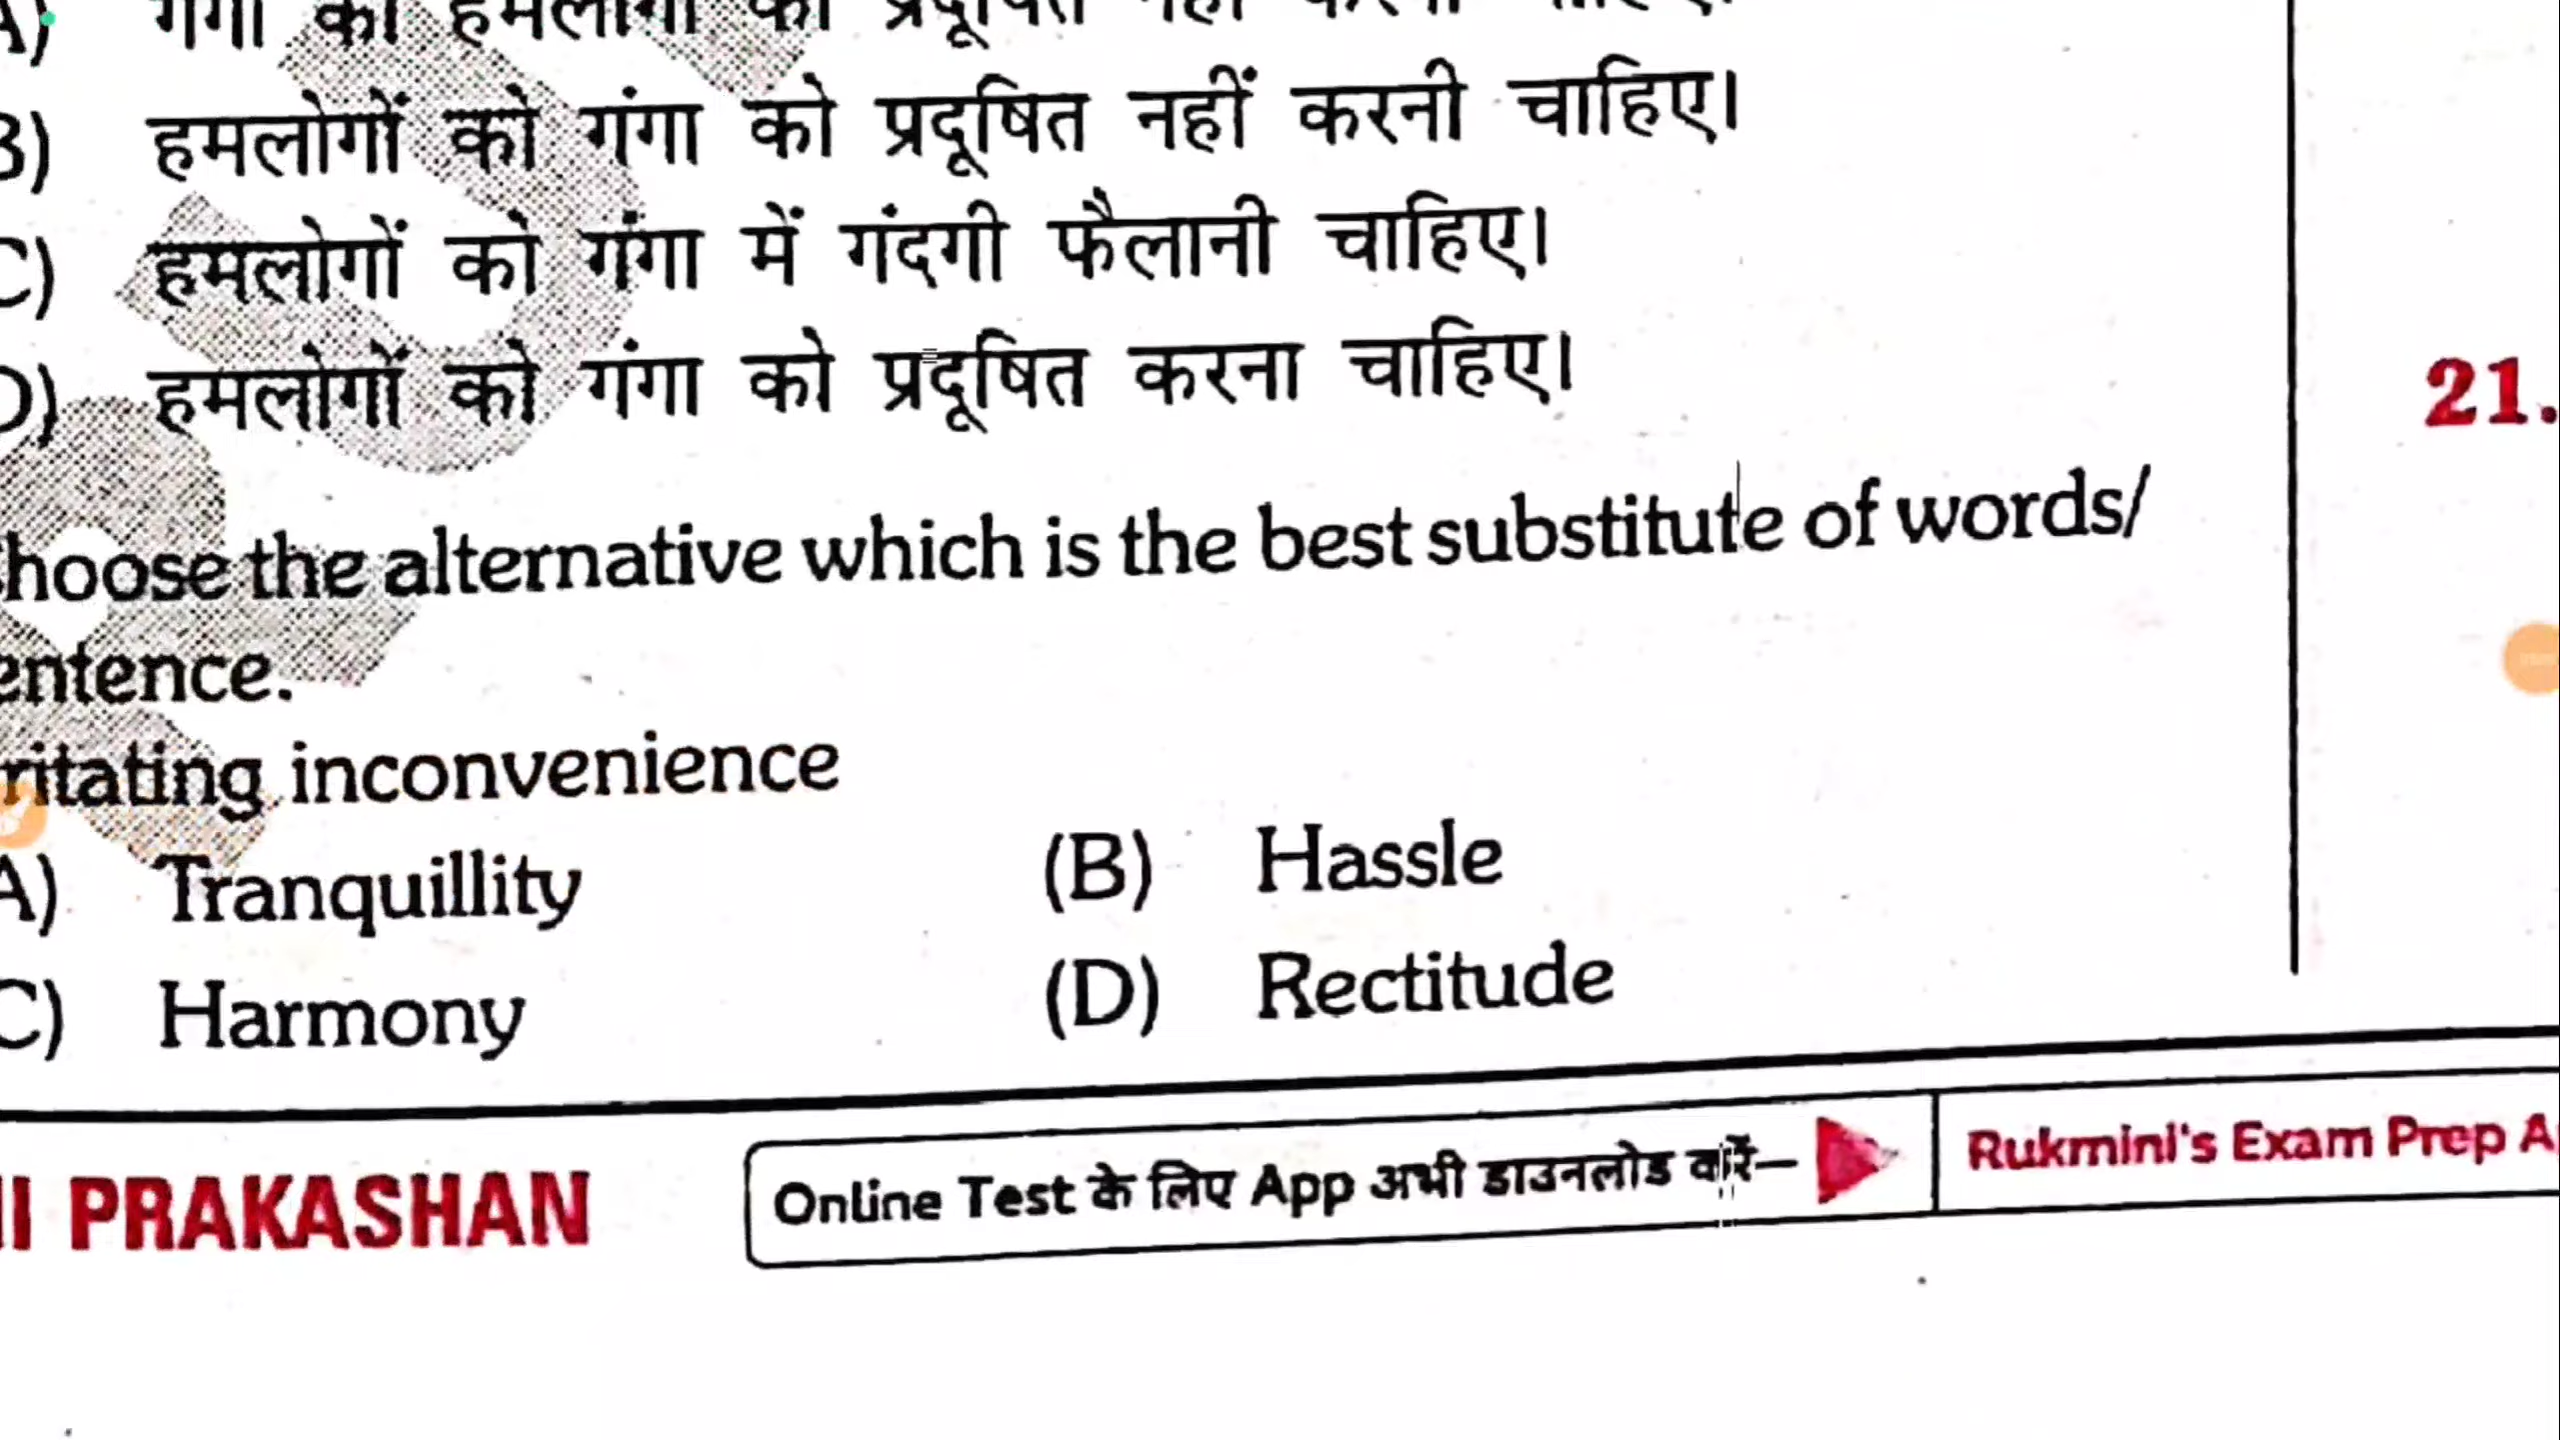 B) हमलोगों को गंगा को प्रदूषित नहीं करनी चाहिए।
C) हमलोगों को गंगा में गंदगी फैलानी चाहिए।
D) हमलोगों को गंगा को प्रदूषित करना चाहिए।
21.
hoose the alternative which is the best substitute of words/
entence.
ritating inconvenience
A) Tranquillity (B) Hassle
C) Harmony (D) Rectitude
II PRAKASHAN
Online Test के लिए App अभी डाउनलोड करें—
Rukmini's Exam Prep A